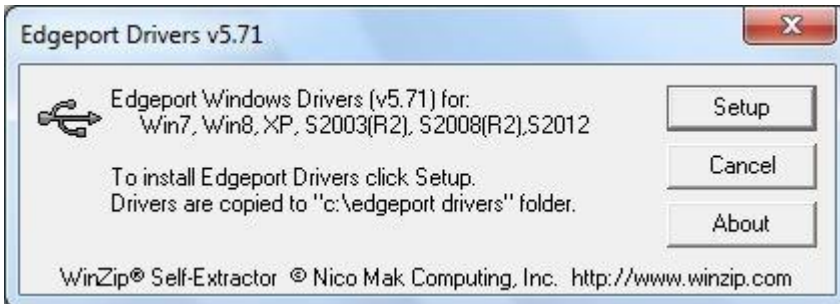 Edgeport Drivers v5.71
Edgeport Windows Drivers (v5.71) for:
Win7, Win8, XP, S2003(R2), S2008(R2),S2012
To install Edgeport Drivers click Setup.
Drivers are copied to "c:\edgeport drivers" folder.
Setup
Cancel
About
WinZip® Self-Extractor © Nico Mak Computing, Inc. http://www.winzip.com